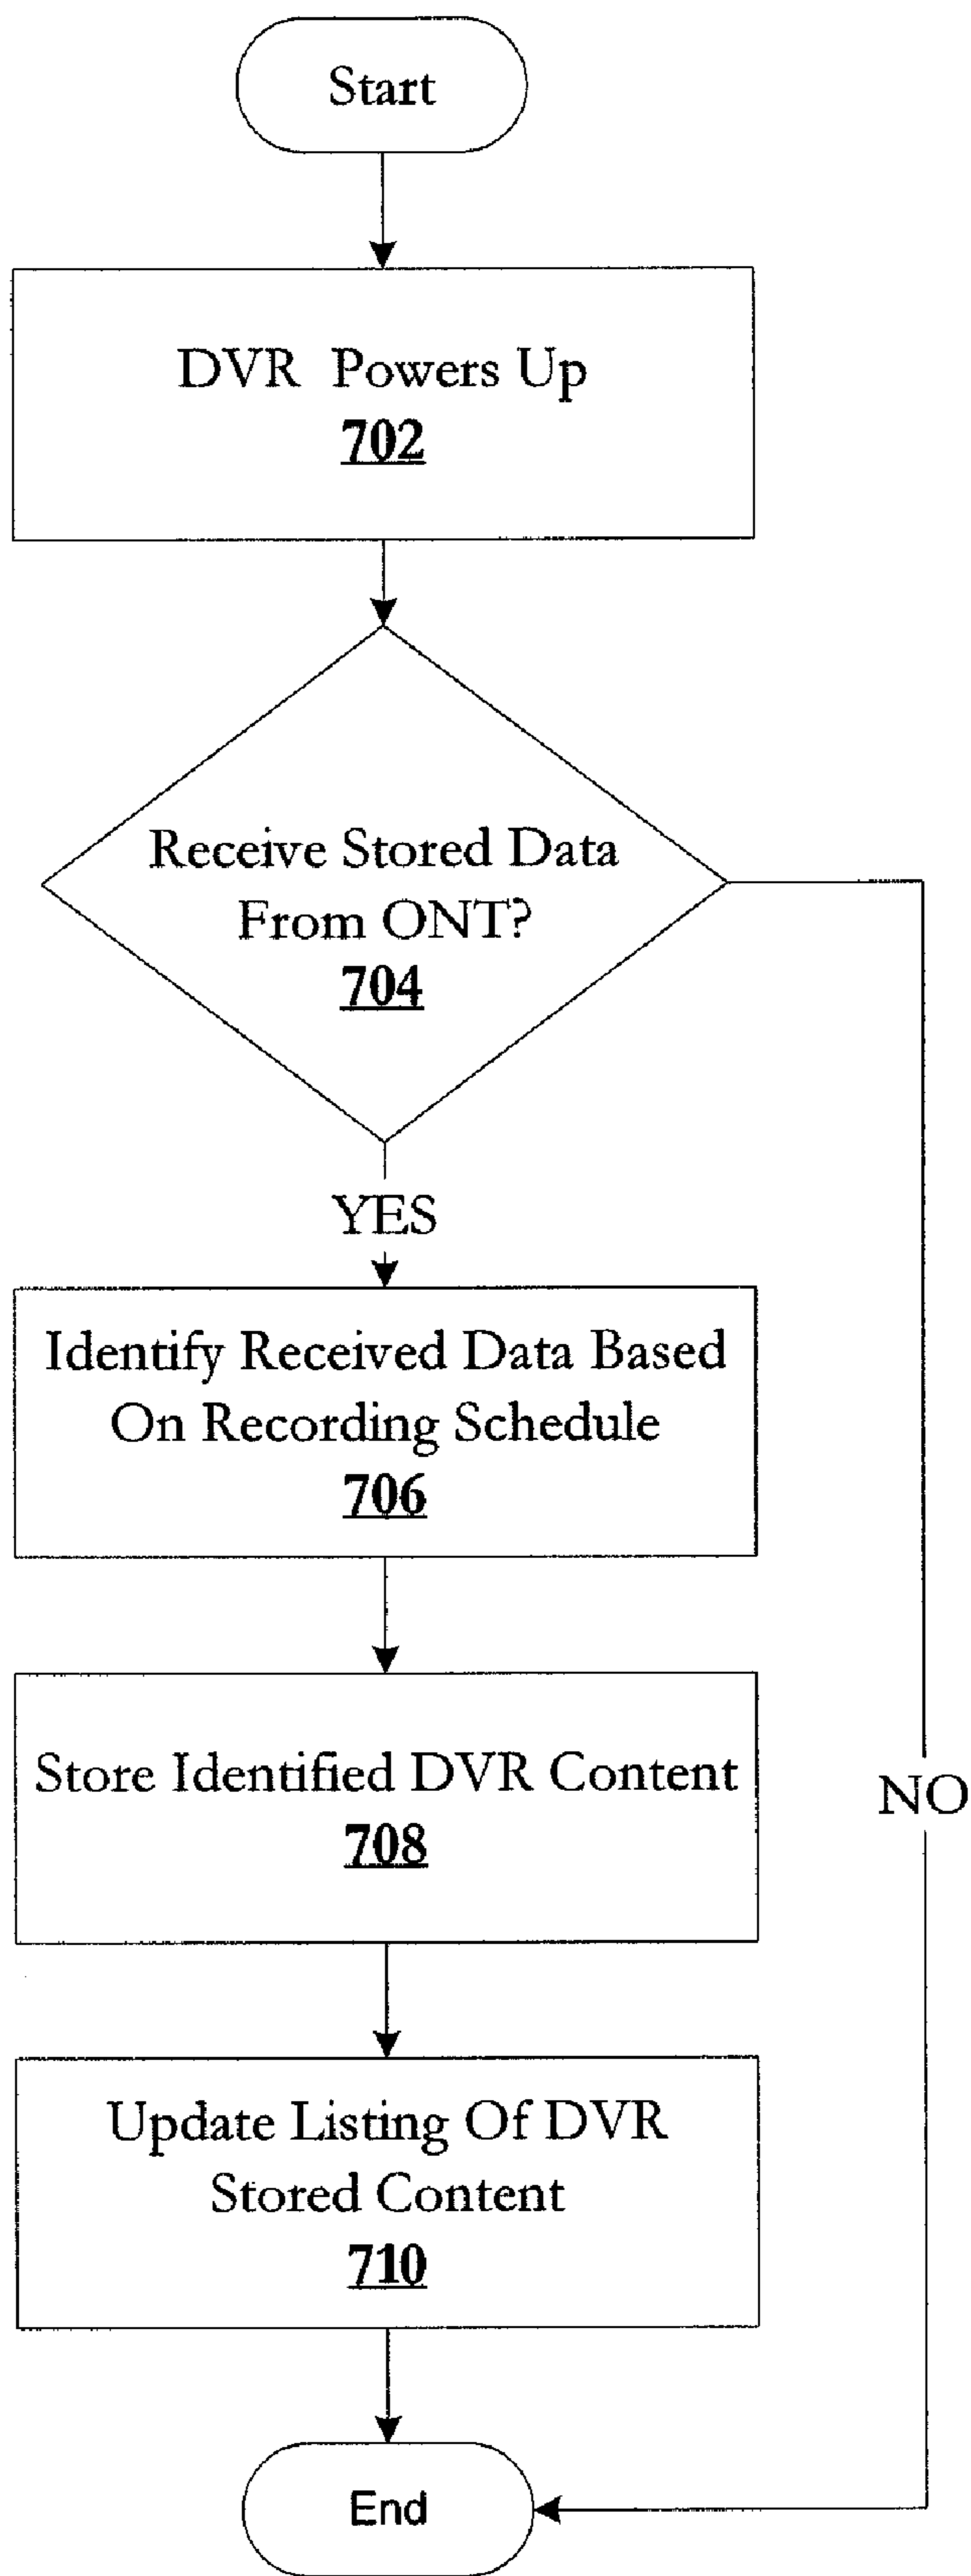 Start
DVR Powers Up
702
Receive Stored Data
From ONT?
704
YES
Identify Received Data Based
On Recording Schedule
706
Store Identified DVR Content
708
NO
Update Listing Of DVR
Stored Content
710
End